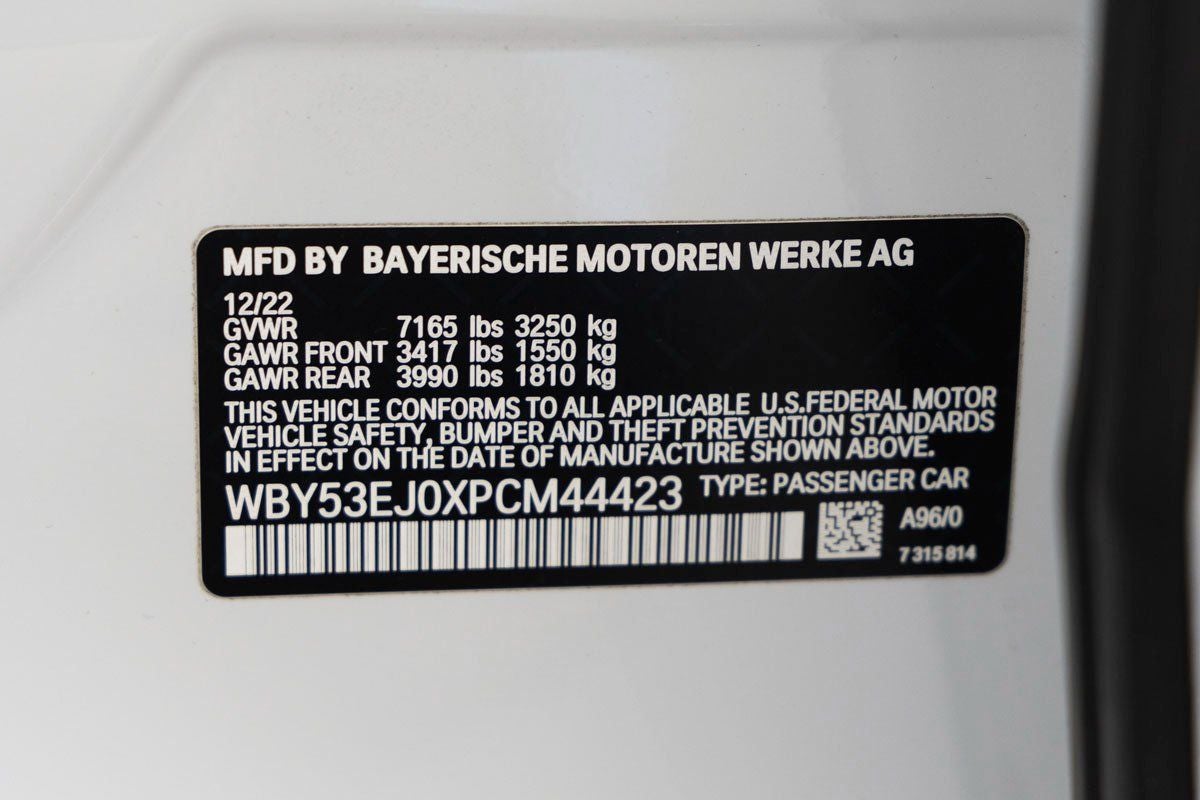 MFD BY BAYERISCHE MOTOREN WERKE AG
12/22
GVWR 7165 lbs 3250 kg
GAWR FRONT 3417 lbs 1550 kg
GAWR REAR 3990 lbs 1810 kg
THIS VEHICLE CONFORMS TO ALL APPLICABLE U.S.FEDERAL MOTOR
VEHICLE SAFETY, BUMPER AND THEFT PREVENTION STANDARDS
IN EFFECT ON THE DATE OF MANUFACTURE SHOWN ABOVE.
WBY53EJ0XPCM44423 TYPE: PASSENGER CAR
A96/0
7 315 814